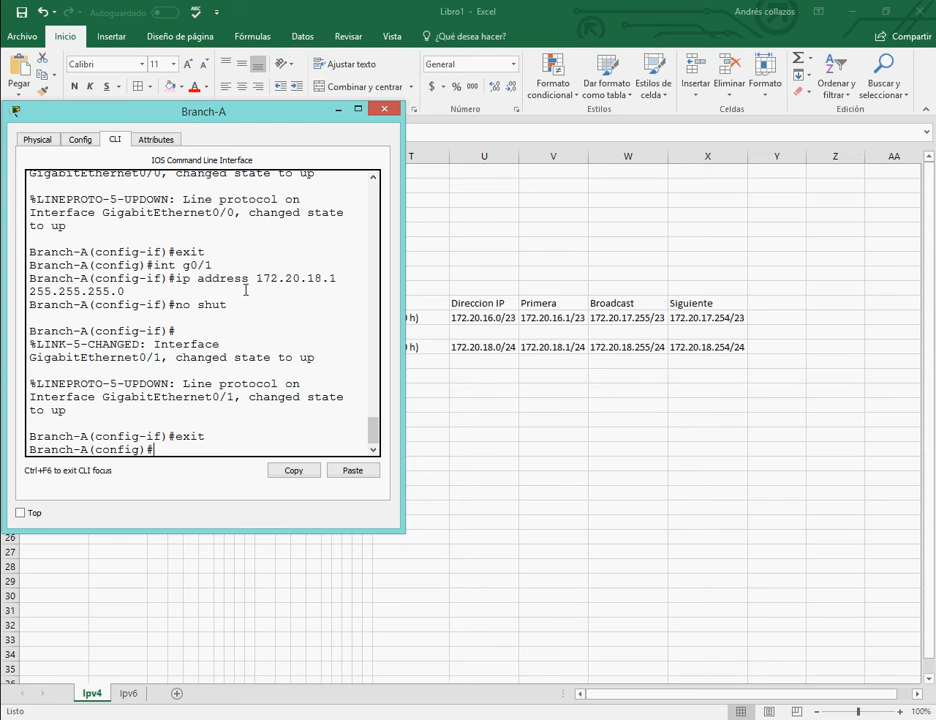 Autoguardado
Libro1 - Excel
Andrés collazos
Archivo Inicio Insertar Diseño de página Fórmulas Datos Revisar Vista ¿Qué desea hacer? Compartir
Pegar
Calibri 11 A A
N K S
Ajustar texto
Combinar y centrar
General
$ % 000
Formato condicional
Dar formato como tabla
Estilos de celda
Insertar Eliminar Formato
Buscar y seleccionar
Número Estilos Celdas Edición
Branch-A
Physical Config CLI Attributes
IOS Command Line Interface
GigabitEthernet0/0, changed state to up
%LINEPROTO-5-UPDOWN: Line protocol on
Interface GigabitEthernet0/0, changed state
to up
Branch-A(config-if)#exit
Branch-A(config)#int g0/1
Branch-A(config-if)#ip address 172.20.18.1
255.255.255.0
Branch-A(config-if)#no shut
Branch-A(config-if)#
%LINK-5-CHANGED: Interface
GigabitEthernet0/1, changed state to up
%LINEPROTO-5-UPDOWN: Line protocol on
Interface GigabitEthernet0/1, changed state
to up
Branch-A(config-if)#exit
Branch-A(config)#
Ctrl+F6 to exit CLI focus
Copy Paste
Top
T U V W X Y Z AA
Direccion IP Primera Broadcast Siguiente
0 h) 172.20.16.0/23 172.20.16.1/23 172.20.17.255/23 172.20.17.254/23
0 h) 172.20.18.0/24 172.20.18.1/24 172.20.18.255/24 172.20.18.254/24
26
27
28
29
30
31
32
33
34
35
Ipv4 Ipv6
Listo
100%